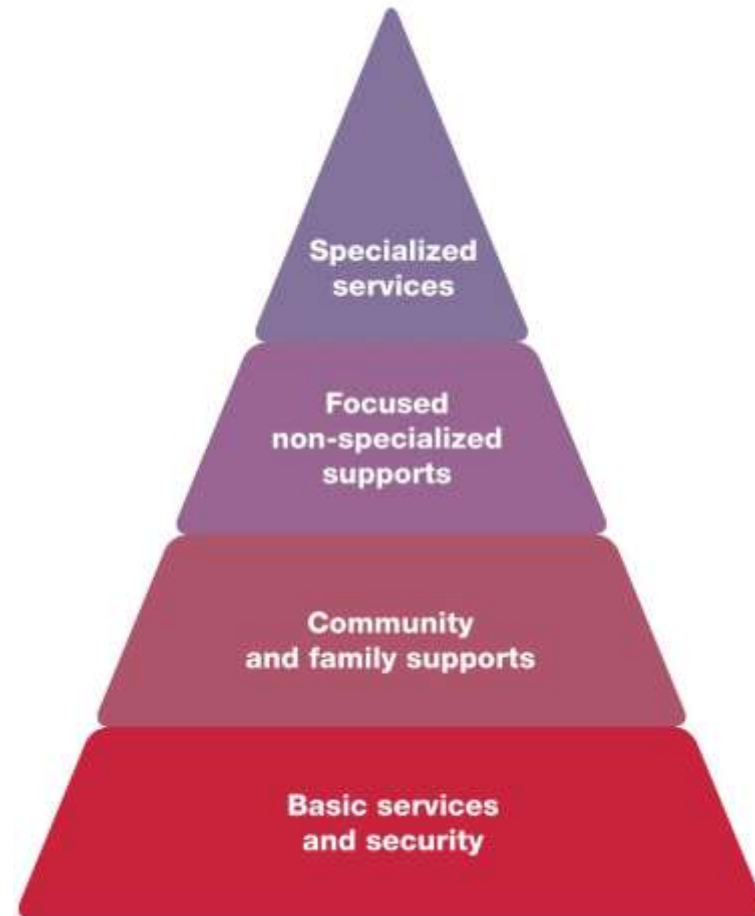 Specialized
services
Focused
non-specialized
supports
Community
and family supports
Basic services
and security